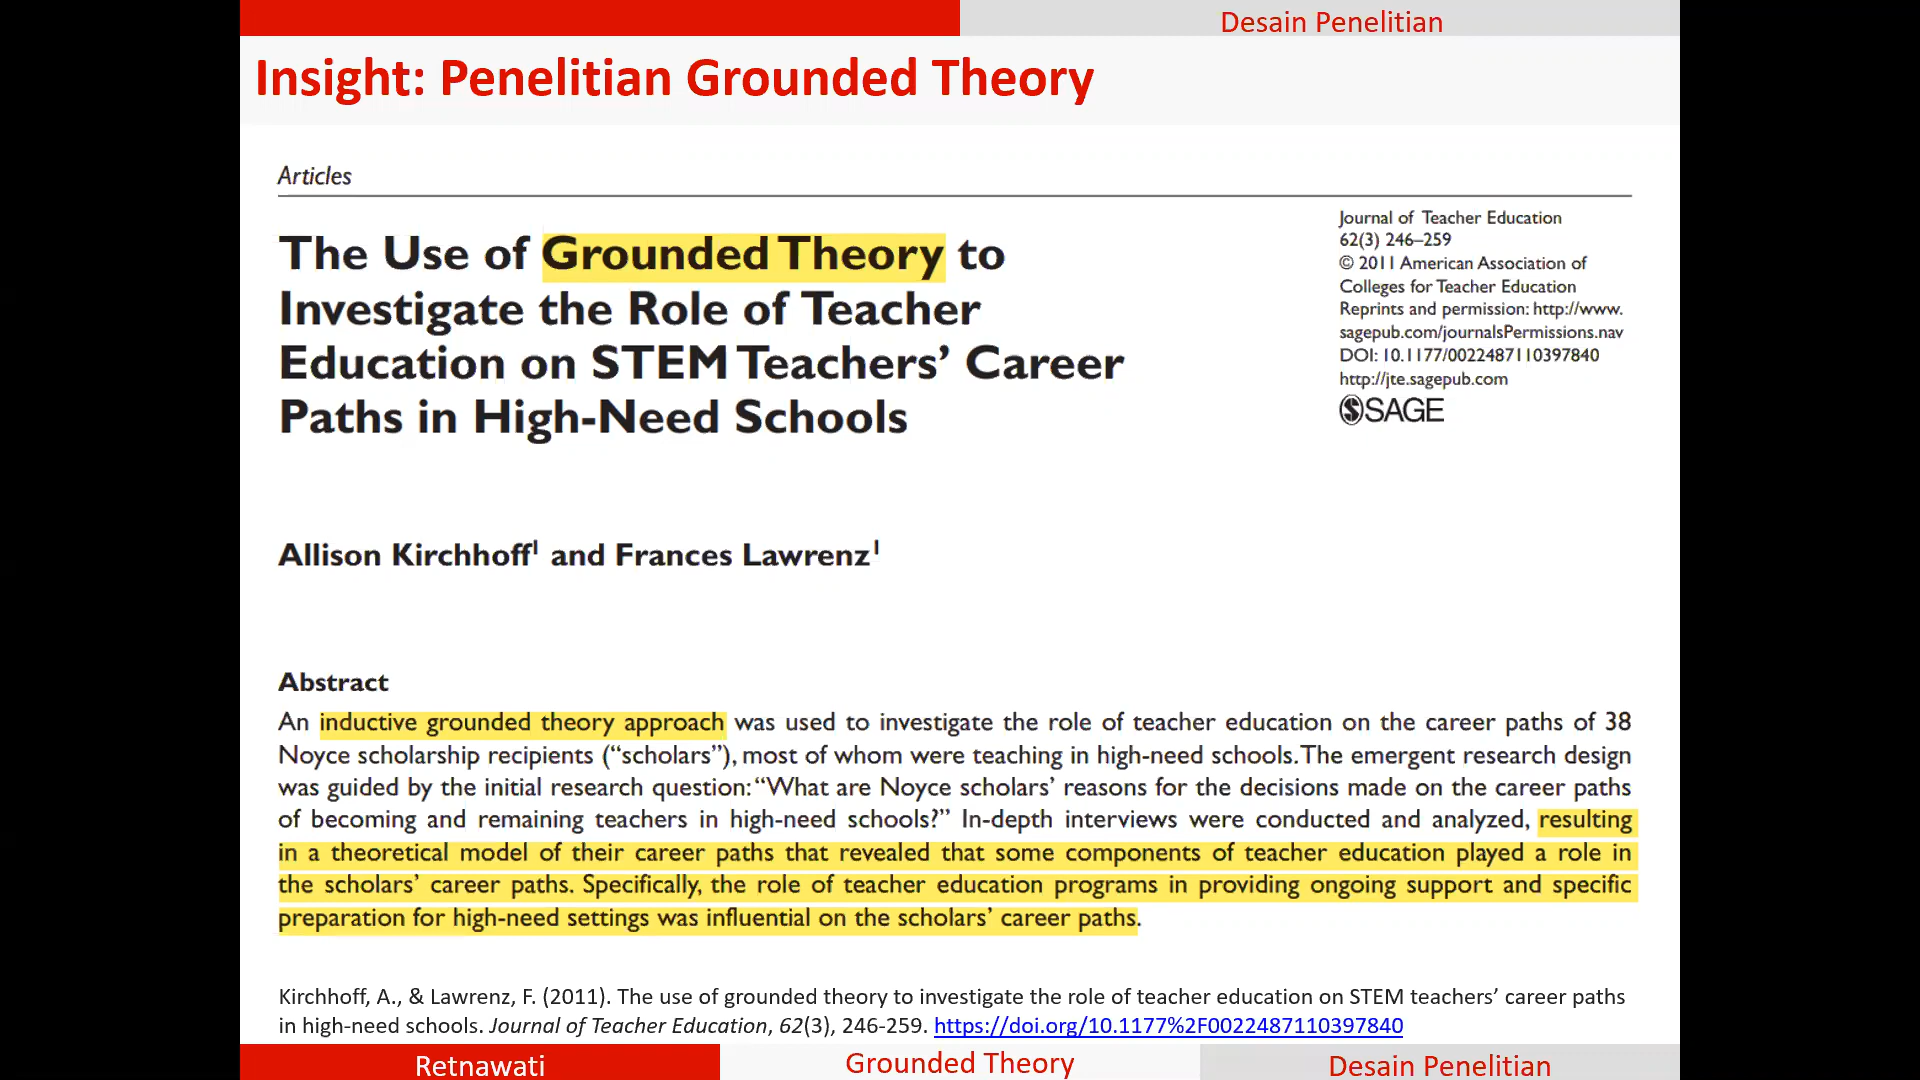 Desain Penelitian
Insight: Penelitian Grounded Theory
Articles
The Use of Grounded Theory to
Investigate the Role of Teacher
Education on STEM Teachers’ Career
Paths in High-Need Schools
Journal of Teacher Education
62(3) 246–259
© 2011 American Association of
Colleges for Teacher Education
Reprints and permission: http://www.
sagepub.com/journalsPermissions.nav
DOI: 10.1177/0022487110397840
http://jte.sagepub.com
SAGE
Allison Kirchhoff1 and Frances Lawrenz1
Abstract
An inductive grounded theory approach was used to investigate the role of teacher education on the career paths of 38
Noyce scholarship recipients (“scholars”), most of whom were teaching in high-need schools. The emergent research design
was guided by the initial research question: “What are Noyce scholars’ reasons for the decisions made on the career paths
of becoming and remaining teachers in high-need schools?” In-depth interviews were conducted and analyzed, resulting
in a theoretical model of their career paths that revealed that some components of teacher education played a role in
the scholars’ career paths. Specifically, the role of teacher education programs in providing ongoing support and specific
preparation for high-need settings was influential on the scholars’ career paths.
Kirchhoff, A., & Lawrenz, F. (2011). The use of grounded theory to investigate the role of teacher education on STEM teachers’ career paths
in high-need schools. Journal of Teacher Education, 62(3), 246-259. https://doi.org/10.1177%2F0022487110397840
Retnawati
Grounded Theory
Desain Penelitian